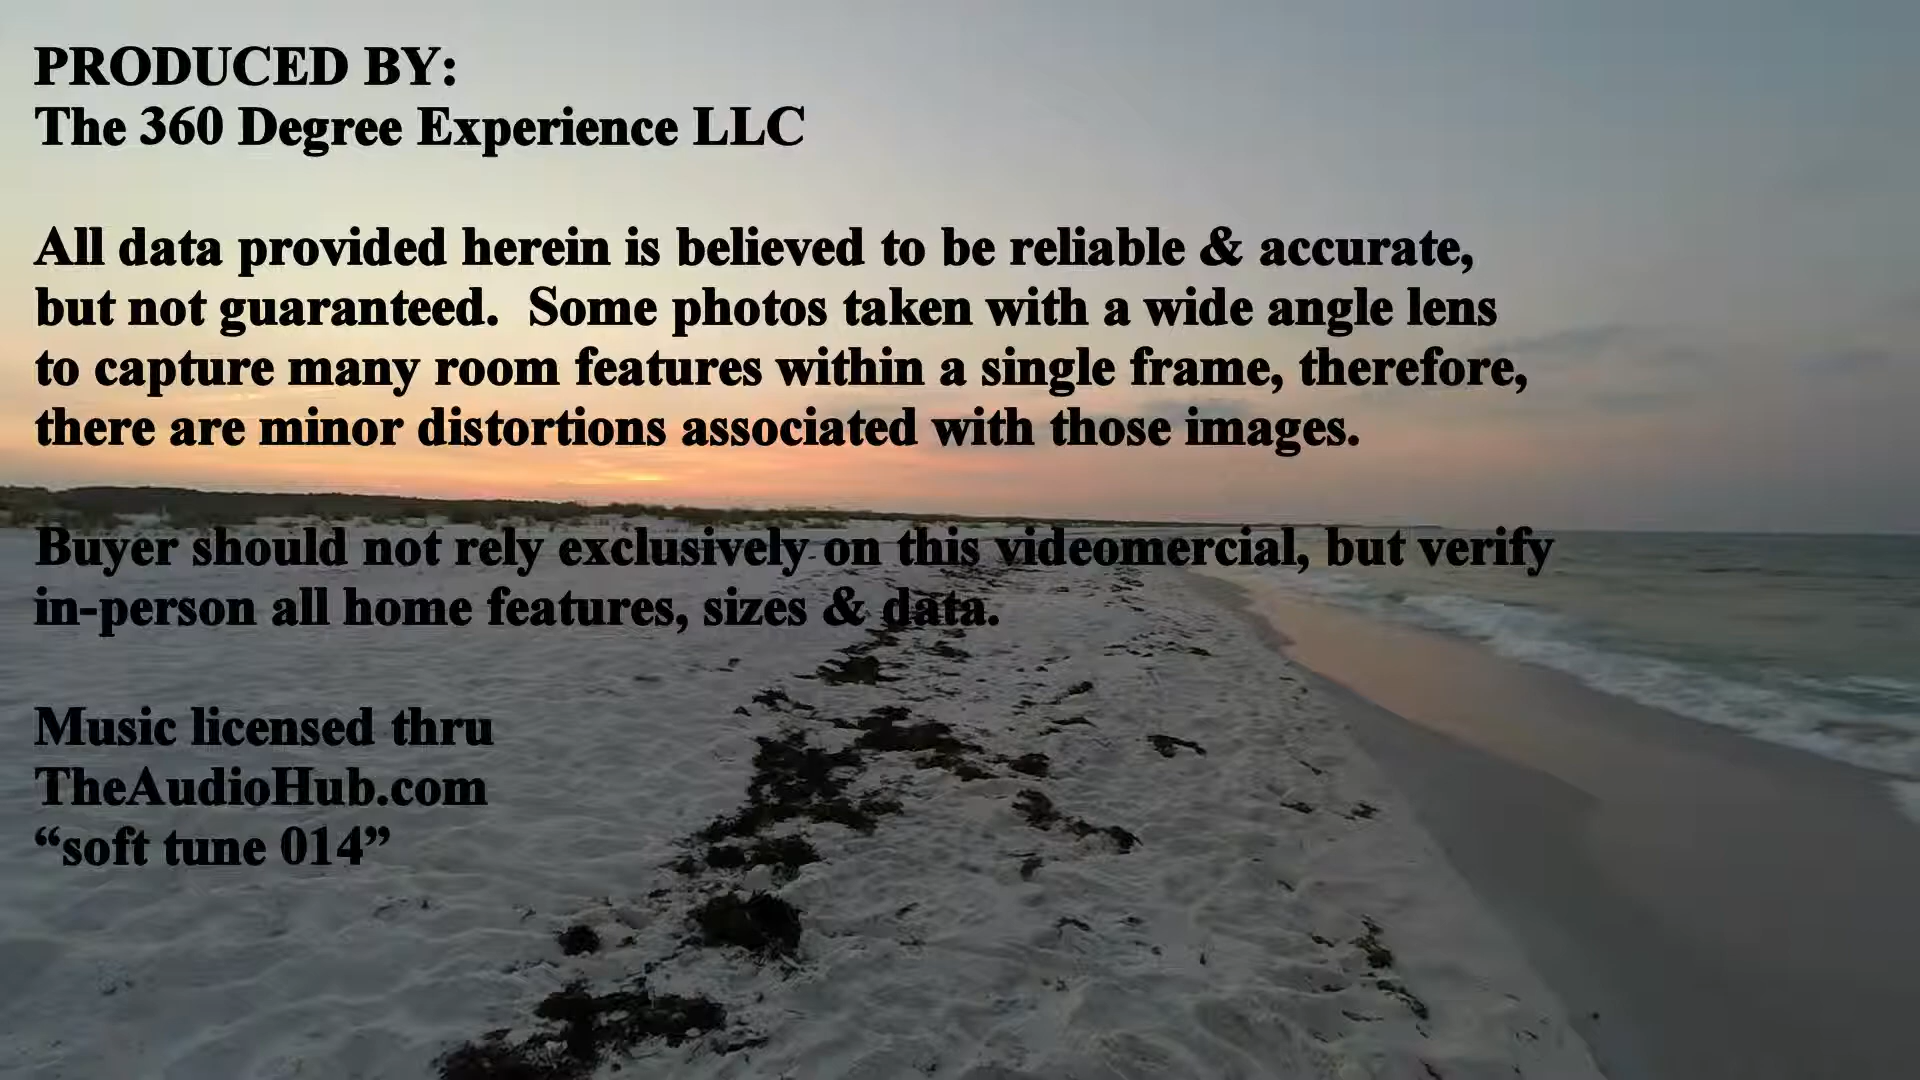 PRODUCED BY:
The 360 Degree Experience LLC
All data provided herein is believed to be reliable & accurate,
but not guaranteed.  Some photos taken with a wide angle lens
to capture many room features within a single frame, therefore,
there are minor distortions associated with those images.
Buyer should not rely exclusively on this videomercial, but verify
in-person all home features, sizes & data.
Music licensed thru
TheAudioHub.com
“soft tune 014”